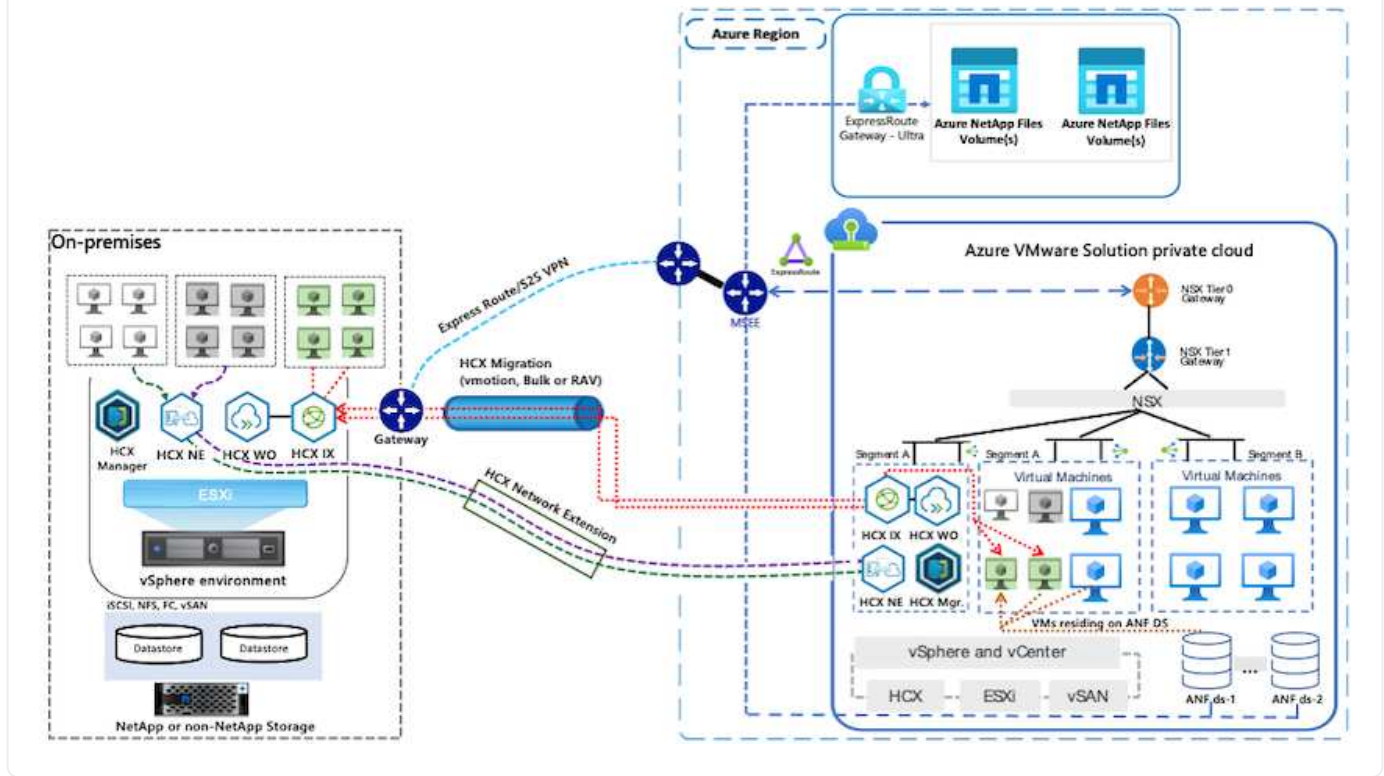 Azure Region
ExpressRoute
Gateway - Ultra
Azure NetApp Files
Volume(s)
Azure NetApp Files
Volume(s)
On-premises
Express Route/S2S VPN
ExpressRoute
MSEE
Azure VMware Solution private cloud
NSX Tier0
Gateway
NSX Tier1
Gateway
NSX
HCX Migration
(vmotion, Bulk or RAV)
Gateway
HCX
Manager
HCX NE
HCX WO
HCX IX
ESXi
vSphere environment
HCX Network Extension
Segment A
Segment A
Segment B
Virtual Machines
Virtual Machines
HCX IX
HCX WO
HCX NE
HCX Mgr.
VMs residing on ANF DS
iSCSI, NFS, FC, vSAN
Datastore
Datastore
NetApp or non-NetApp Storage
vSphere and vCenter
HCX
ESXi
vSAN
...
ANF ds-1
ANF ds-2